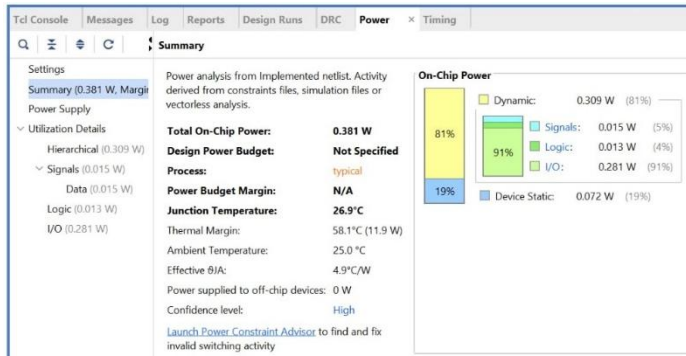 Tcl Console Messages Log Reports Design Runs DRC Power × Timing
Summary
Settings
Summary (0.381 W, Margin
Power Supply
Utilization Details
Hierarchical (0.309 W)
Signals (0.015 W)
Data (0.015 W)
Logic (0.013 W)
I/O (0.281 W)
Power analysis from Implemented netlist. Activity
derived from constraints files, simulation files or
vectorless analysis.
Total On-Chip Power: 0.381 W
Design Power Budget: Not Specified
Process: typical
Power Budget Margin: N/A
Junction Temperature: 26.9°C
Thermal Margin: 58.1°C (11.9 W)
Ambient Temperature: 25.0 °C
Effective θJA: 4.9°C/W
Power supplied to off-chip devices: 0 W
Confidence level: High
Launch Power Constraint Advisor to find and fix
invalid switching activity
On-Chip Power
81%
19%
Dynamic: 0.309 W (81%)
91%
Signals: 0.015 W (5%)
Logic: 0.013 W (4%)
I/O: 0.281 W (91%)
Device Static: 0.072 W (19%)